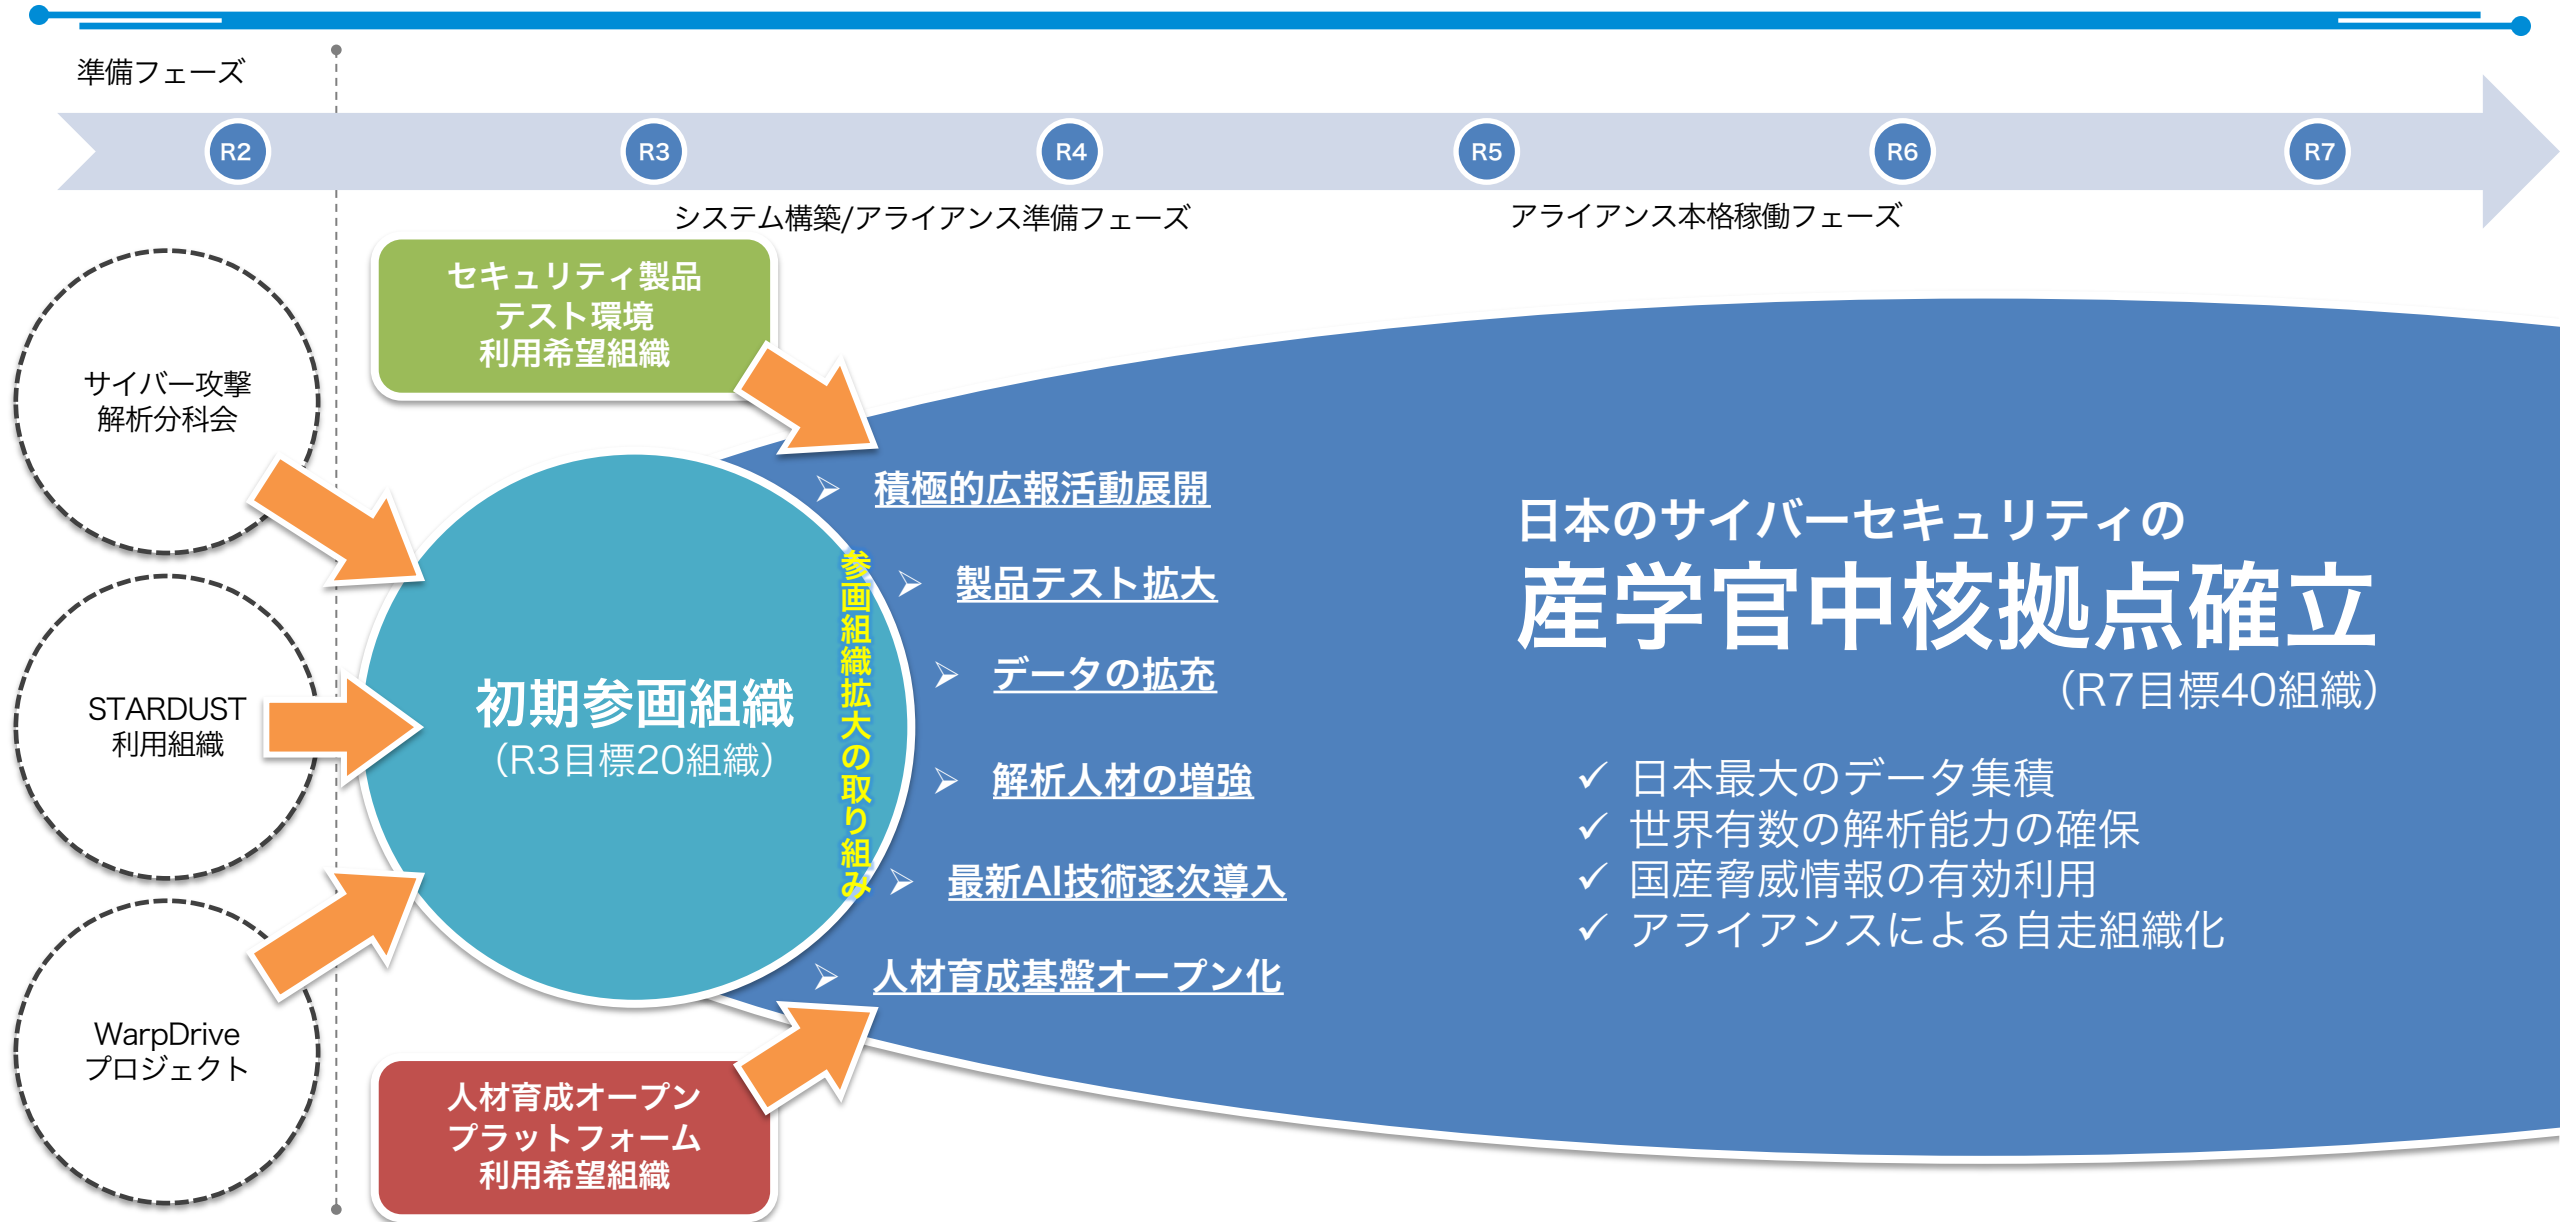 準備フェーズ
R2
R3
R4
R5
R6
R7
システム構築/アライアンス準備フェーズ
アライアンス本格稼働フェーズ
サイバー攻撃
解析分科会
STARDUST
利用組織
WarpDrive
プロジェクト
セキュリティ製品
テスト環境
利用希望組織
初期参画組織
（R3目標20組織）
人材育成オープン
プラットフォーム
利用希望組織
参画組織拡大の取り組み
➢ 積極的広報活動展開
➢ 製品テスト拡大
➢ データの拡充
➢ 解析人材の増強
➢ 最新AI技術逐次導入
➢ 人材育成基盤オープン化
日本のサイバーセキュリティの
産学官中核拠点確立
（R7目標40組織）
✓ 日本最大のデータ集積
✓ 世界有数の解析能力の確保
✓ 国産脅威情報の有効利用
✓ アライアンスによる自走組織化